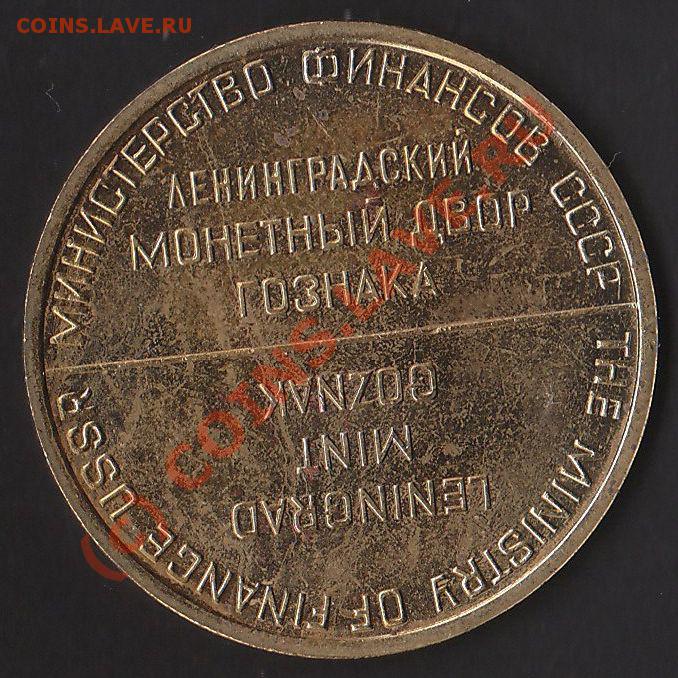 COINS.LAVE.RU
МИНИСТЕРСТВО ФИНАНСОВ СССР
ЛЕНИНГРАДСКИЙ
МОНЕТНЫЙ ДВОР
ГОЗНАКА
THE MINISTRY OF FINANCE USSR
LENINGRAD
MINT
GOZNAK
(c) COINS.LAVE.RU